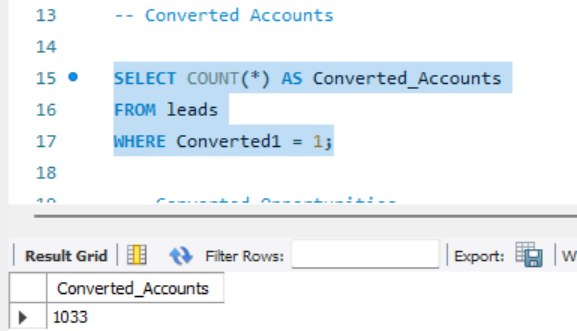 13 -- Converted Accounts
14
15 SELECT COUNT(*) AS Converted_Accounts
16 FROM leads
17 WHERE Converted1 = 1;
18
Result Grid Filter Rows: Export:
Converted_Accounts
1033